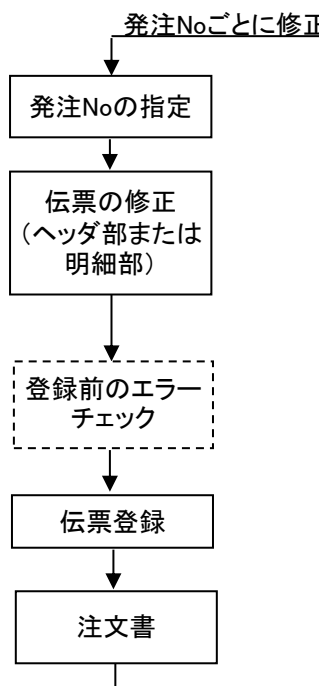 発注Noごとに修正
発注Noの指定
伝票の修正
（ヘッダ部または
明細部）
登録前のエラー
チェック
伝票登録
注文書